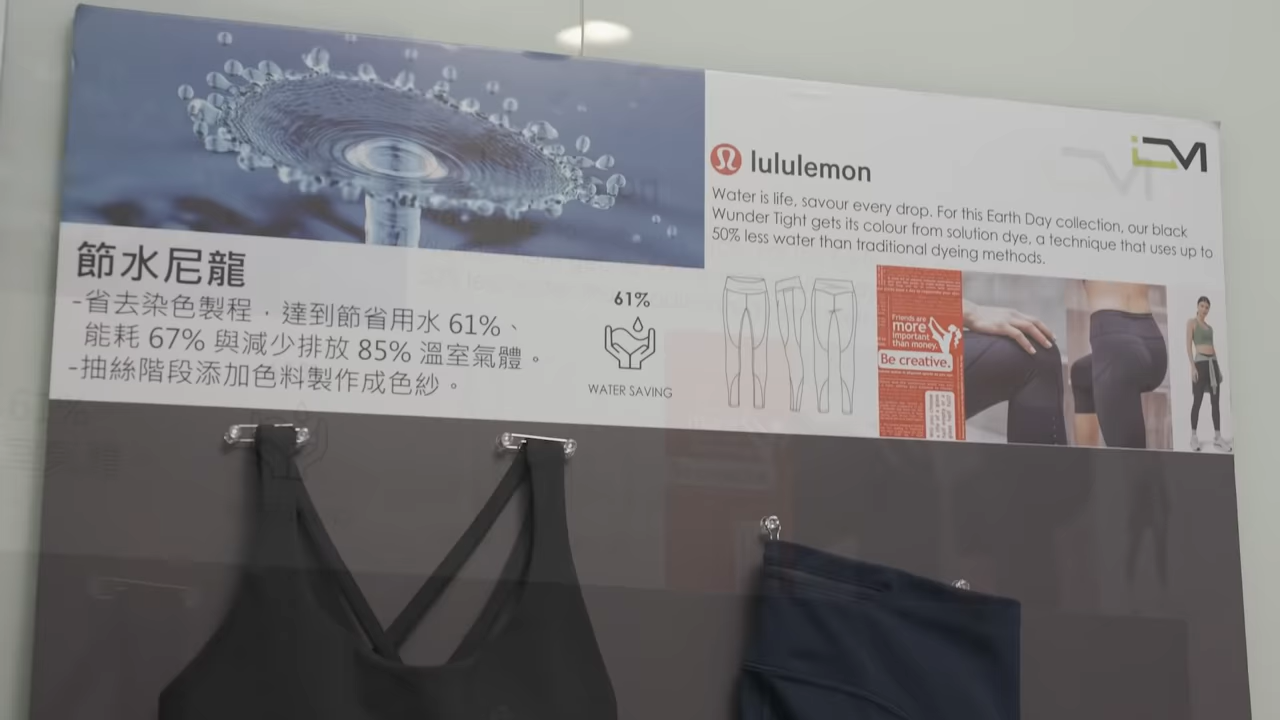 節水尼龍
-省去染色製程，達到節省用水 61%、
能耗 67% 與減少排放 85% 溫室氣體。
-抽絲階段添加色料製作成色紗。
61%
WATER SAVING
lululemon
Water is life, savour every drop. For this Earth Day collection, our black
Wunder Tight gets its colour from solution dye, a technique that uses up to
50% less water than traditional dyeing methods.
Friends are
more
important
than money.
Be creative.